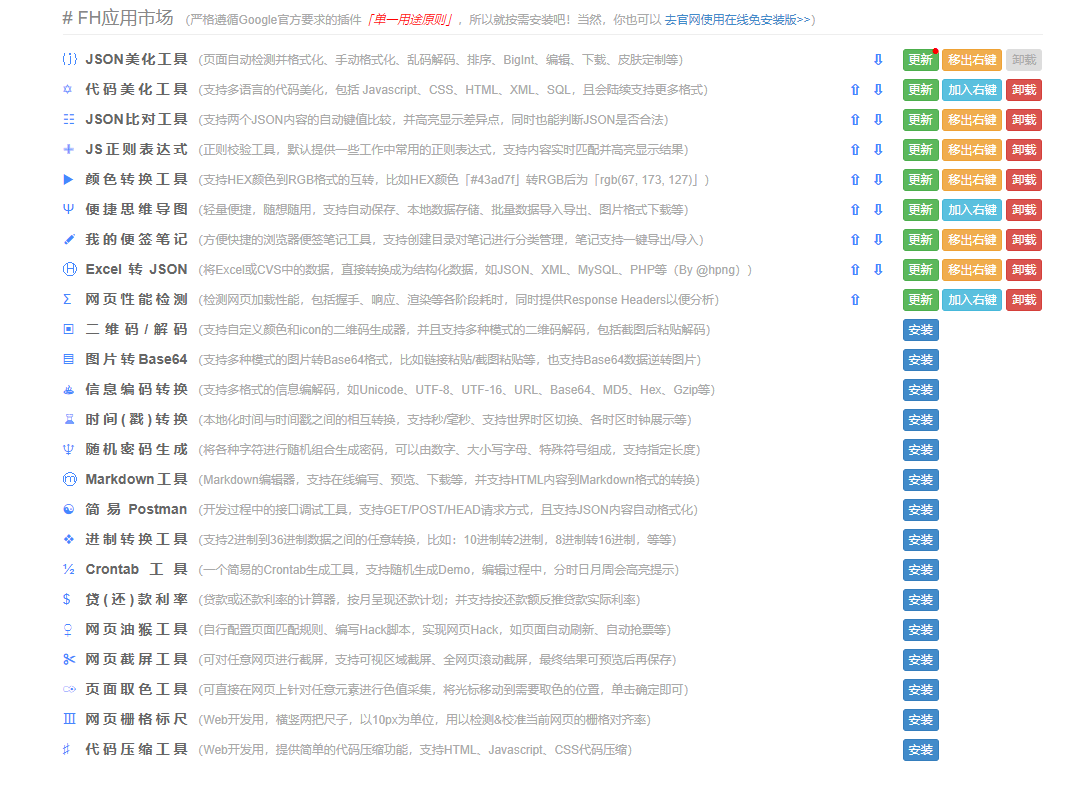 # FH应用市场 (严格遵循Google官方要求的插件「单一用途原则」,所以就按需安装吧!当然,你也可以 去官网使用在线免安装版>>)
JSON美化工具 (页面自动检测并格式化、手动格式化、乱码解码、排序、BigInt、编辑、下载、皮肤定制等) ⇩ 更新 移出右键 卸载
代码美化工具 (支持多语言的代码美化,包括 Javascript、CSS、HTML、XML、SQL,且会陆续支持更多格式) ⇧ ⇩ 更新 加入右键 卸载
JSON比对工具 (支持两个JSON内容的自动键值比较,并高亮显示差异点,同时也能判断JSON是否合法) ⇧ ⇩ 更新 移出右键 卸载
JS正则表达式 (正则校验工具,默认提供一些工作中常用的正则表达式,支持内容实时匹配并高亮显示结果) ⇧ ⇩ 更新 移出右键 卸载
颜色转换工具 (支持HEX颜色到RGB格式的互转,比如HEX颜色「#43ad7f」转RGB后为「rgb(67, 173, 127)」) ⇧ ⇩ 更新 移出右键 卸载
便捷思维导图 (轻量便捷,随想随用,支持自动保存、本地数据存储、批量数据导入导出、图片格式下载等) ⇧ ⇩ 更新 加入右键 卸载
我的便签笔记 (方便快捷的浏览器便签笔记工具,支持创建目录对笔记进行分类管理,笔记支持一键导出/导入) ⇧ ⇩ 更新 移出右键 卸载
Excel 转 JSON (将Excel或CVS中的数据,直接转换成为结构化数据,如JSON、XML、MySQL、PHP等(By @hpng)) ⇧ ⇩ 更新 移出右键 卸载
网页性能检测 (检测网页加载性能,包括握手、响应、渲染等各阶段耗时,同时提供Response Headers以便分析) ⇧ 更新 加入右键 卸载
二维码/解码 (支持自定义颜色和icon的二维码生成器,并且支持多种模式的二维码解码,包括截图后粘贴解码) 安装
图片转Base64 (支持多种模式的图片转Base64格式,比如链接粘贴/截图粘贴等,也支持Base64数据逆转图片) 安装
信息编码转换 (支持多格式的信息编解码,如Unicode、UTF-8、UTF-16、URL、Base64、MD5、Hex、Gzip等) 安装
时间(戳)转换 (本地化时间与时间戳之间的相互转换,支持秒/毫秒、支持世界时区切换、各时区时钟展示等) 安装
随机密码生成 (将各种字符进行随机组合生成密码,可以由数字、大小写字母、特殊符号组成,支持指定长度) 安装
Markdown工具 (Markdown编辑器,支持在线编写、预览、下载等,并支持HTML内容到Markdown格式的转换) 安装
简易Postman (开发过程中的接口调试工具,支持GET/POST/HEAD请求方式,且支持JSON内容自动格式化) 安装
进制转换工具 (支持2进制到36进制数据之间的任意转换,比如:10进制转2进制,8进制转16进制,等等) 安装
½ Crontab工具 (一个简易的Crontab生成工具,支持随机生成Demo,编辑过程中,分时日月周会高亮提示) 安装
$ 贷(还)款利率 (贷款或还款利率的计算器,按月呈现还款计划;并支持按还款额反推贷款实际利率) 安装
网页油猴工具 (自行配置页面匹配规则、编写Hack脚本,实现网页Hack,如页面自动刷新、自动抢票等) 安装
网页截屏工具 (可对任意网页进行截屏,支持可视区域截屏、全网页滚动截屏,最终结果可预览后再保存) 安装
页面取色工具 (可直接在网页上针对任意元素进行色值采集,将光标移动到需要取色的位置,单击确定即可) 安装
网页栅格标尺 (Web开发用,横竖两把尺子,以10px为单位,用以检测&校准当前网页的栅格对齐率) 安装
代码压缩工具 (Web开发用,提供简单的代码压缩功能,支持HTML、Javascript、CSS代码压缩) 安装